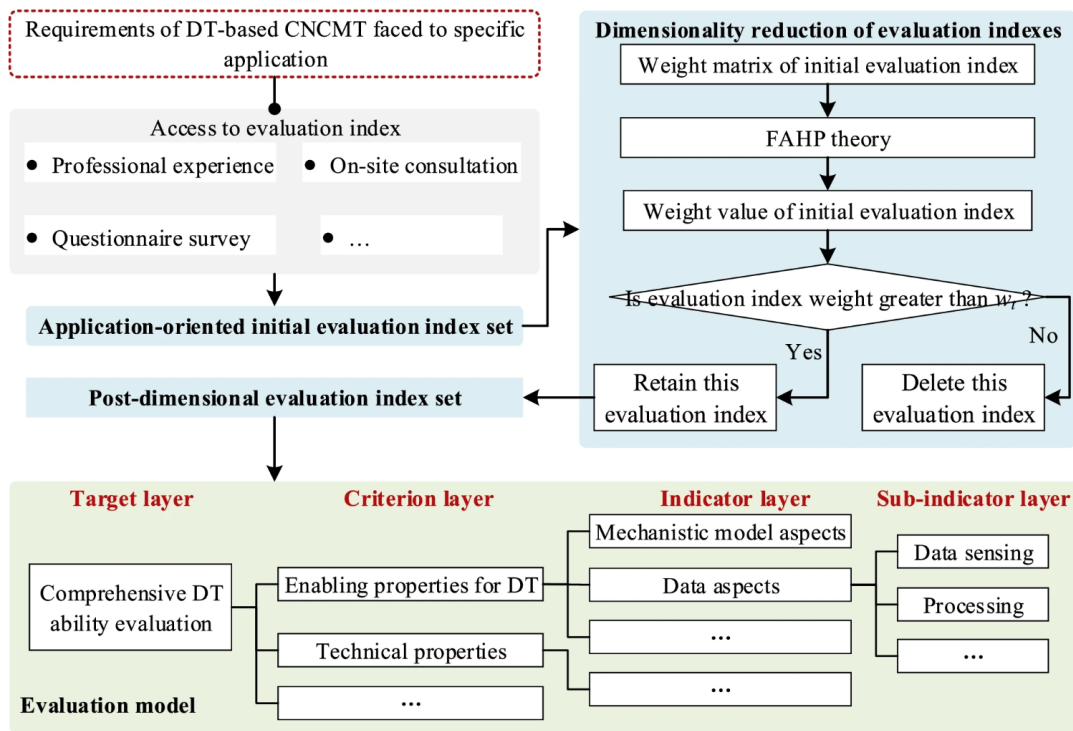 Requirements of DT-based CNCMT faced to specific
application
Access to evaluation index
● Professional experience
● On-site consultation
● Questionnaire survey
● …
Application-oriented initial evaluation index set
Dimensionality reduction of evaluation indexes
Weight matrix of initial evaluation index
FAHP theory
Weight value of initial evaluation index
Is evaluation index weight greater than wₜ ?
Yes
No
Retain this
evaluation index
Delete this
evaluation index
Post-dimensional evaluation index set
Target layer
Criterion layer
Indicator layer
Sub-indicator layer
Comprehensive DT
ability evaluation
Enabling properties for DT
Technical properties
…
Mechanistic model aspects
Data aspects
…
…
Data sensing
Processing
…
Evaluation model